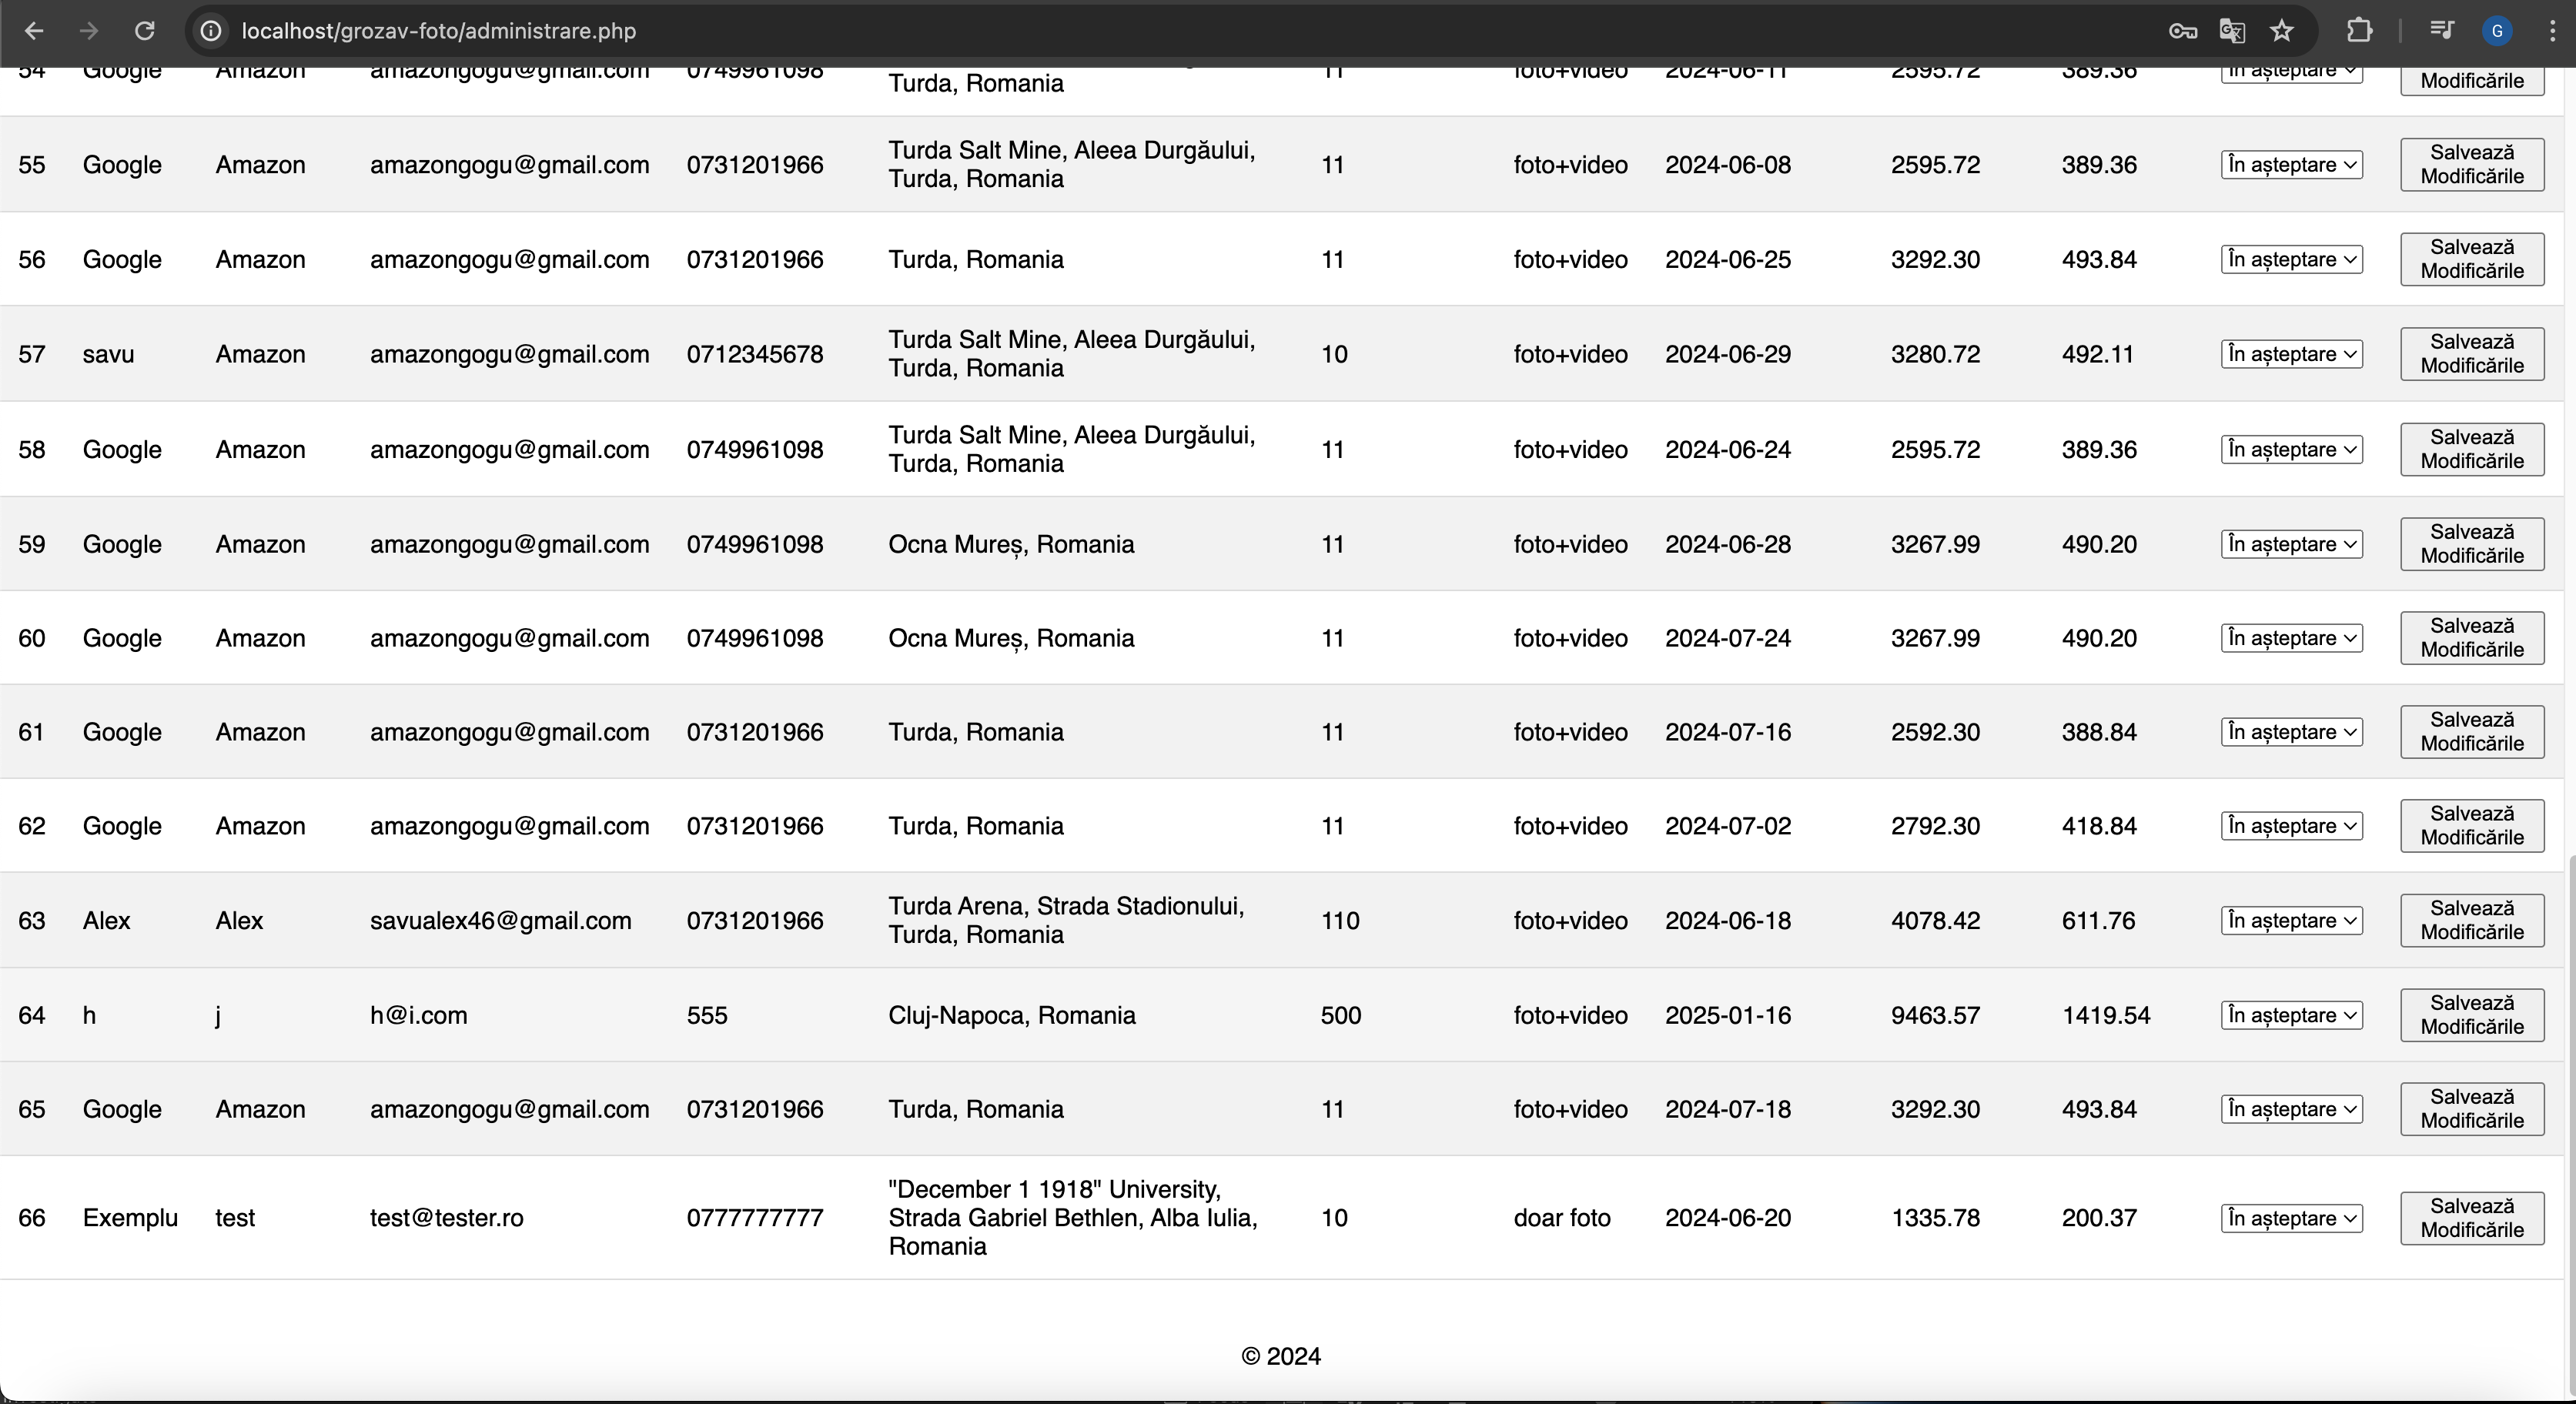 localhost/grozav-foto/administrare.php
G
54 Google Amazon amazongogu@gmail.com 0749961098 11 foto+video 2024-06-11 2595.72 389.36 În așteptare
Turda, Romania Modificările
55 Google Amazon amazongogu@gmail.com 0731201966 Turda Salt Mine, Aleea Durgăului, 11 foto+video 2024-06-08 2595.72 389.36 În așteptare Salvează
Turda, Romania Modificările
56 Google Amazon amazongogu@gmail.com 0731201966 Turda, Romania 11 foto+video 2024-06-25 3292.30 493.84 În așteptare Salvează
Modificările
57 savu Amazon amazongogu@gmail.com 0712345678 Turda Salt Mine, Aleea Durgăului, 10 foto+video 2024-06-29 3280.72 492.11 În așteptare Salvează
Turda, Romania Modificările
58 Google Amazon amazongogu@gmail.com 0749961098 Turda Salt Mine, Aleea Durgăului, 11 foto+video 2024-06-24 2595.72 389.36 În așteptare Salvează
Turda, Romania Modificările
59 Google Amazon amazongogu@gmail.com 0749961098 Ocna Mureș, Romania 11 foto+video 2024-06-28 3267.99 490.20 În așteptare Salvează
Modificările
60 Google Amazon amazongogu@gmail.com 0749961098 Ocna Mureș, Romania 11 foto+video 2024-07-24 3267.99 490.20 În așteptare Salvează
Modificările
61 Google Amazon amazongogu@gmail.com 0731201966 Turda, Romania 11 foto+video 2024-07-16 2592.30 388.84 În așteptare Salvează
Modificările
62 Google Amazon amazongogu@gmail.com 0731201966 Turda, Romania 11 foto+video 2024-07-02 2792.30 418.84 În așteptare Salvează
Modificările
63 Alex Alex savualex46@gmail.com 0731201966 Turda Arena, Strada Stadionului, 110 foto+video 2024-06-18 4078.42 611.76 În așteptare Salvează
Turda, Romania Modificările
64 h j h@i.com 555 Cluj-Napoca, Romania 500 foto+video 2025-01-16 9463.57 1419.54 În așteptare Salvează
Modificările
65 Google Amazon amazongogu@gmail.com 0731201966 Turda, Romania 11 foto+video 2024-07-18 3292.30 493.84 În așteptare Salvează
Modificările
66 Exemplu test test@tester.ro 0777777777 "December 1 1918" University, 10 doar foto 2024-06-20 1335.78 200.37 În așteptare Salvează
Strada Gabriel Bethlen, Alba Iulia, Modificările
Romania
© 2024